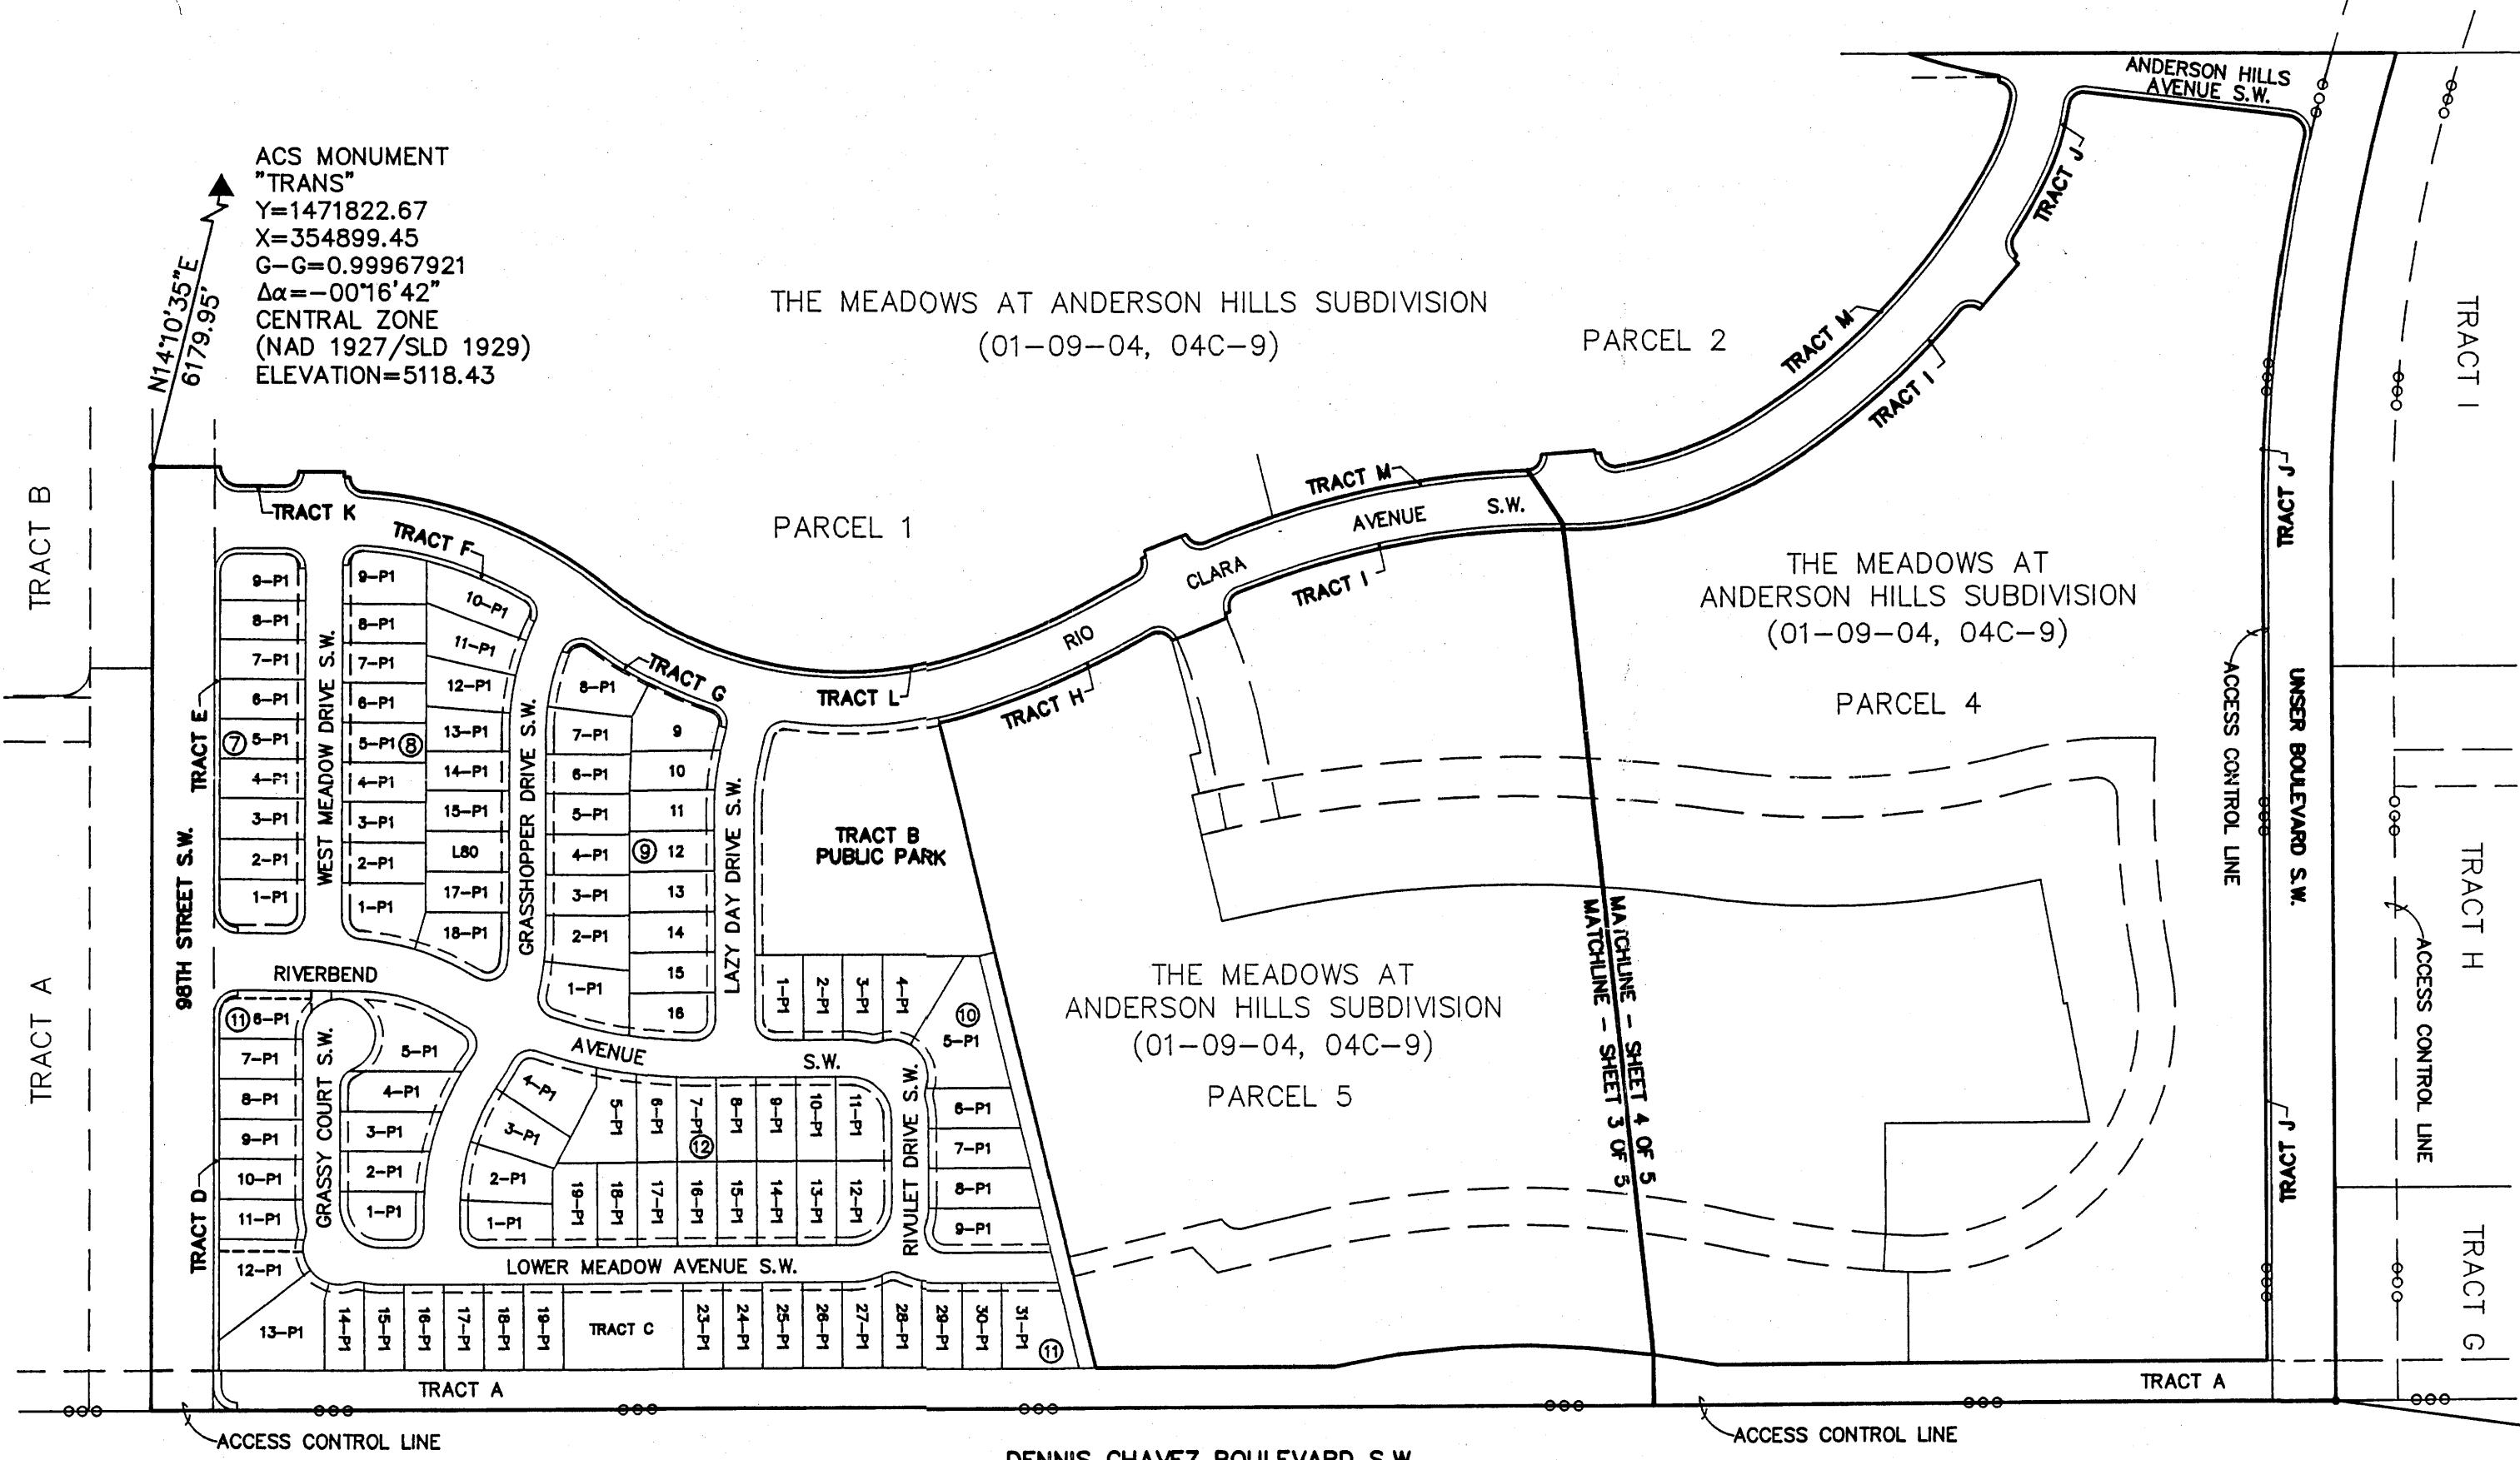 ANDERSON HILLS
AVENUE S.W.
ACS MONUMENT
"TRANS"
Y=1471822.67
X=354899.45
G-G=0.99967921
Δα=-00°16'42"
CENTRAL ZONE
(NAD 1927/SLD 1929)
ELEVATION=5118.43
N14°10'35"E
6179.95'
THE MEADOWS AT ANDERSON HILLS SUBDIVISION
(01-09-04, 04C-9)
PARCEL 2
PARCEL 1
TRACT J
TRACT M
TRACT I
TRACT I
TRACT M
TRACT I
CLARA
AVENUE
S.W.
RIO
TRACT H
TRACT L
TRACT K
TRACT F
TRACT G
TRACT B
TRACT A
TRACT E
TRACT D
98TH STREET S.W.
9-P1
8-P1
7-P1
6-P1
7 5-P1
4-P1
3-P1
2-P1
1-P1
WEST MEADOW DRIVE S.W.
9-P1
8-P1
7-P1
6-P1
5-P1 8
4-P1
3-P1
2-P1
1-P1
10-P1
11-P1
12-P1
13-P1
14-P1
15-P1
L80
17-P1
18-P1
GRASSHOPPER DRIVE S.W.
8-P1
7-P1
6-P1
5-P1
4-P1
3-P1
2-P1
1-P1
9
10
11
9 12
13
14
15
16
LAZY DAY DRIVE S.W.
TRACT B
PUBLIC PARK
1-P1
2-P1
3-P1
4-P1
10
5-P1
6-P1
7-P1
8-P1
9-P1
RIVERBEND
AVENUE
S.W.
11 6-P1
7-P1
8-P1
9-P1
10-P1
11-P1
12-P1
13-P1
GRASSY COURT S.W.
5-P1
4-P1
3-P1
2-P1
1-P1
4-P1
3-P1
2-P1
1-P1
5-P1
6-P1
7-P1
8-P1
9-P1
10-P1
11-P1
12
19-P1
18-P1
17-P1
16-P1
15-P1
14-P1
13-P1
12-P1
RIVULET DRIVE S.W.
LOWER MEADOW AVENUE S.W.
14-P1
15-P1
16-P1
17-P1
18-P1
19-P1
TRACT C
23-P1
24-P1
25-P1
26-P1
27-P1
28-P1
29-P1
30-P1
31-P1
11
THE MEADOWS AT
ANDERSON HILLS SUBDIVISION
(01-09-04, 04C-9)
PARCEL 5
MATCHLINE - SHEET 4 OF 5
MATCHLINE - SHEET 3 OF 5
THE MEADOWS AT
ANDERSON HILLS SUBDIVISION
(01-09-04, 04C-9)
PARCEL 4
ACCESS CONTROL LINE
UNSER BOULEVARD S.W.
TRACT J
TRACT J
TRACT I
TRACT H
TRACT G
ACCESS CONTROL LINE
TRACT A
TRACT A
ACCESS CONTROL LINE
ACCESS CONTROL LINE
DENNIS CHAVEZ BOULEVARD S.W.